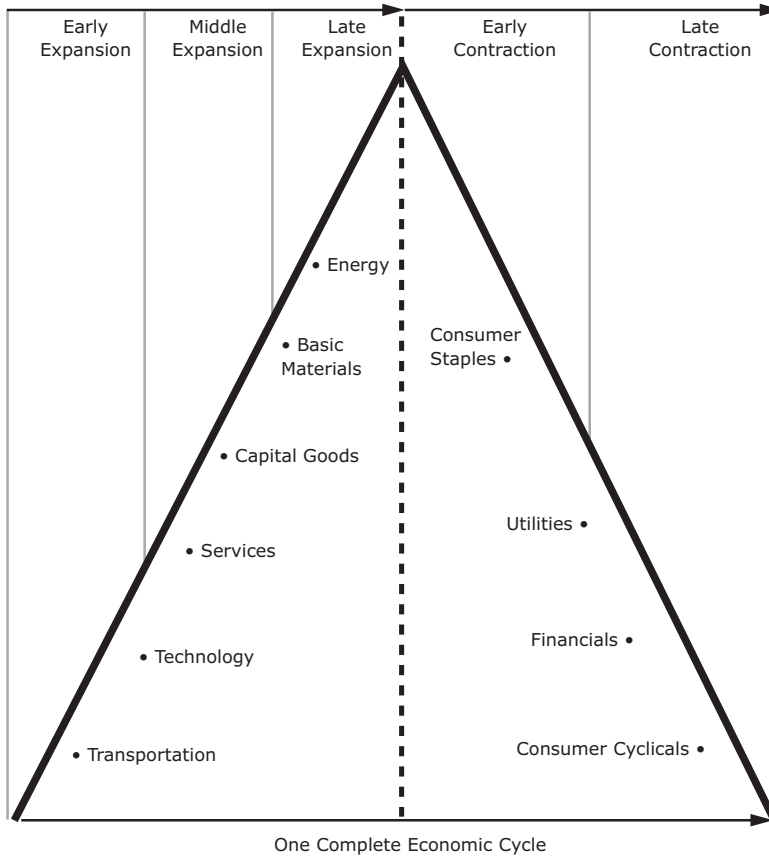 Early
Expansion
Middle
Expansion
Late
Expansion
Early
Contraction
Late
Contraction
• Energy
• Basic
Materials
Consumer
Staples •
• Capital Goods
Utilities •
• Services
Financials •
• Technology
Consumer Cyclicals •
• Transportation
One Complete Economic Cycle